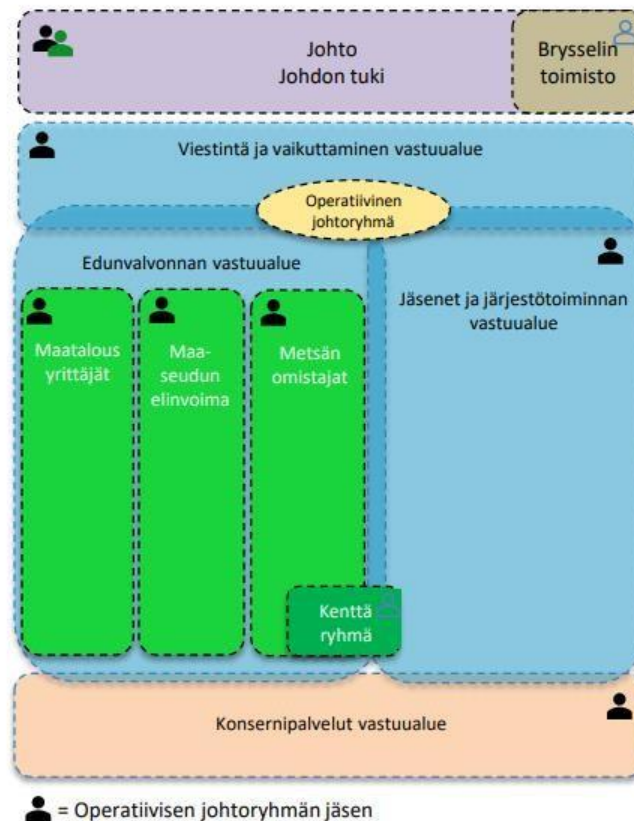 Johto
Johdon tuki
Brysselin
toimisto
Viestintä ja vaikuttaminen vastuualue
Operatiivinen
johtoryhmä
Edunvalvonnan vastuualue
Jäsenet ja järjestötoiminnan
vastuualue
Maatalous
yrittäjät
Maa-
seudun
elinvoima
Metsän
omistajat
Kenttä
ryhmä
Konsernipalvelut vastuualue
= Operatiivisen johtoryhmän jäsen